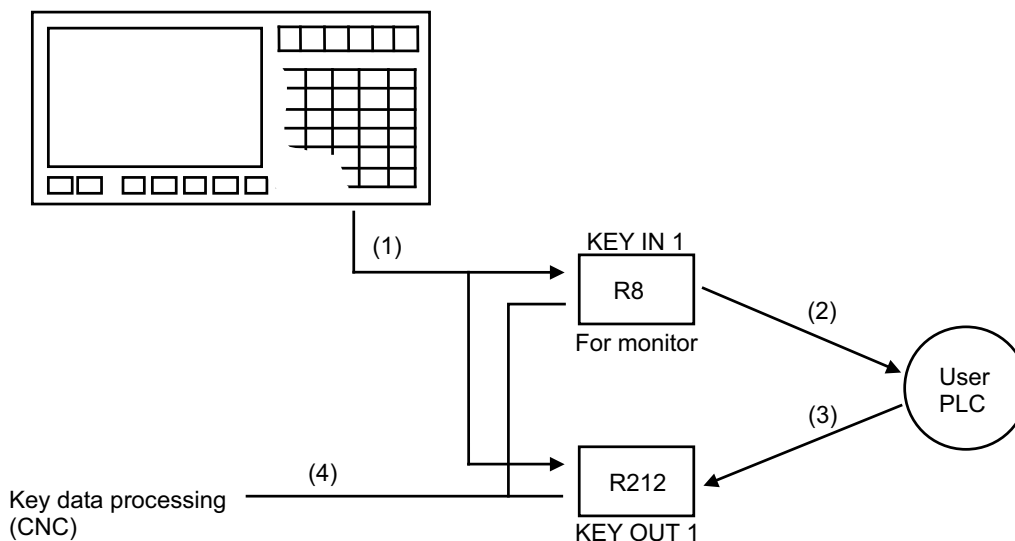 (1)
KEY IN 1
R8
For monitor
(2)
User
PLC
(3)
R212
KEY OUT 1
(4)
Key data processing
(CNC)